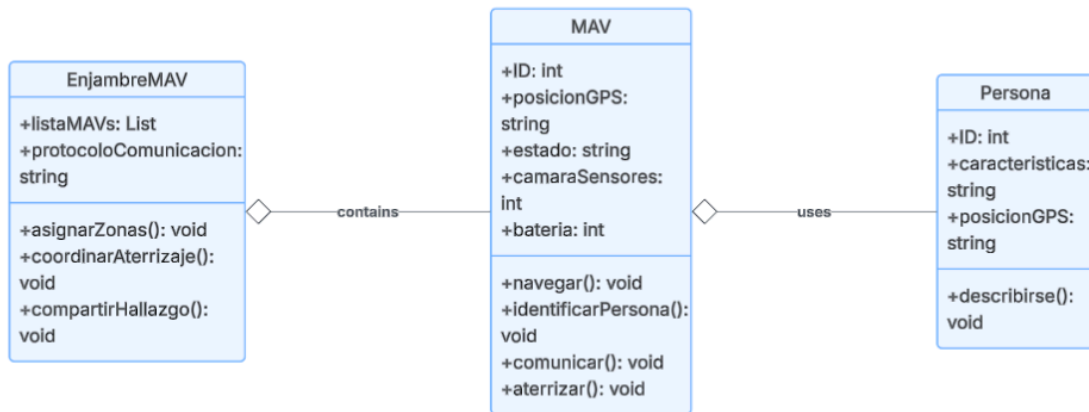 EnjambreMAV
+listaMAVs: List
+protocoloComunicacion:
string
+asignarZonas(): void
+coordinarAterrizaje():
void
+compartirHallazgo():
void
contains
MAV
+ID: int
+posicionGPS:
string
+estado: string
+camaraSensores:
int
+bateria: int
+navegar(): void
+identificarPersona():
void
+comunicar(): void
+aterrizar(): void
uses
Persona
+ID: int
+caracteristicas:
string
+posicionGPS:
string
+describirse():
void